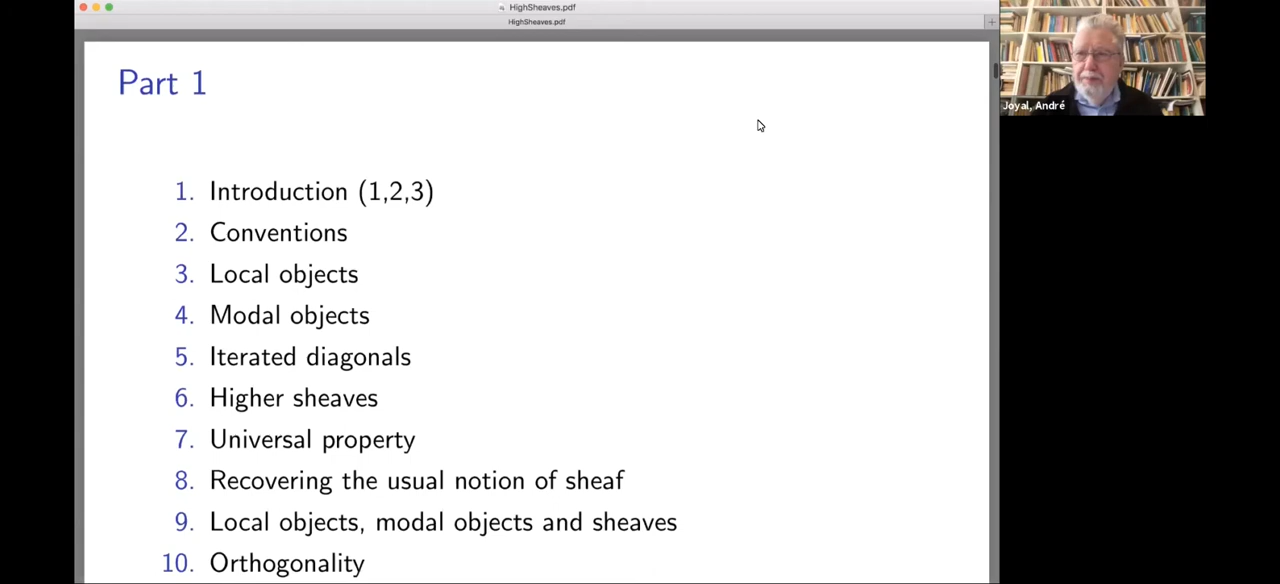 HighSheaves.pdf
HighSheaves.pdf
Part 1
1. Introduction (1,2,3)
2. Conventions
3. Local objects
4. Modal objects
5. Iterated diagonals
6. Higher sheaves
7. Universal property
8. Recovering the usual notion of sheaf
9. Local objects, modal objects and sheaves
10. Orthogonality
Joyal, André